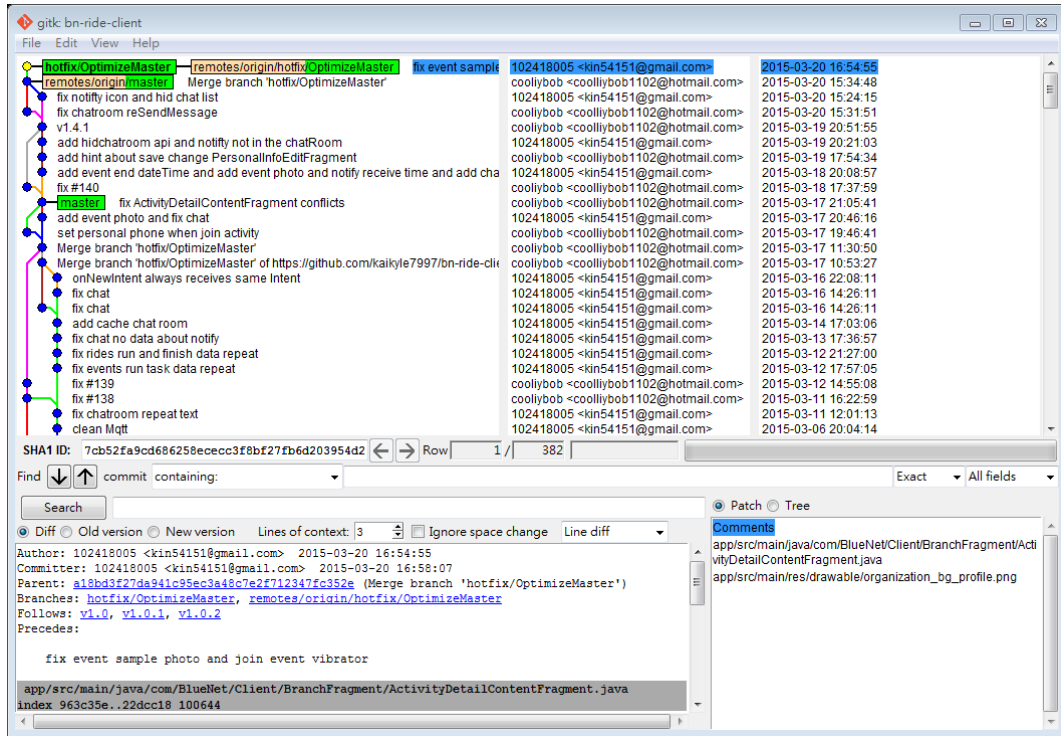 gitk: bn-ride-client
File Edit View Help
hotfix/OptimizeMaster remotes/origin/hotfix/OptimizeMaster fix event sample 102418005 <kin54151@gmail.com> 2015-03-20 16:54:55
remotes/origin/master Merge branch 'hotfix/OptimizeMaster' cooliybob <coolliybob1102@hotmail.com> 2015-03-20 15:34:48
fix notifty icon and hid chat list 102418005 <kin54151@gmail.com> 2015-03-20 15:24:15
fix chatroom reSendMessage cooliybob <coolliybob1102@hotmail.com> 2015-03-20 15:31:51
v1.4.1 cooliybob <coolliybob1102@hotmail.com> 2015-03-19 20:51:55
add hidchatroom api and notifty not in the chatRoom 102418005 <kin54151@gmail.com> 2015-03-19 20:21:03
add hint about save change PersonalInfoEditFragment cooliybob <coolliybob1102@hotmail.com> 2015-03-19 17:54:34
add event end dateTime and add event photo and notify receive time and add cha 102418005 <kin54151@gmail.com> 2015-03-18 20:08:57
fix #140 cooliybob <coolliybob1102@hotmail.com> 2015-03-18 17:37:59
master fix ActivityDetailContentFragment conflicts cooliybob <coolliybob1102@hotmail.com> 2015-03-17 21:05:41
add event photo and fix chat 102418005 <kin54151@gmail.com> 2015-03-17 20:46:16
set personal phone when join activity cooliybob <coolliybob1102@hotmail.com> 2015-03-17 19:46:41
Merge branch 'hotfix/OptimizeMaster' cooliybob <coolliybob1102@hotmail.com> 2015-03-17 11:30:50
Merge branch 'hotfix/OptimizeMaster' of https://github.com/kaikyle7997/bn-ride-clie cooliybob <coolliybob1102@hotmail.com> 2015-03-17 10:53:27
onNewIntent always receives same Intent 102418005 <kin54151@gmail.com> 2015-03-16 22:08:11
fix chat 102418005 <kin54151@gmail.com> 2015-03-16 14:26:11
fix chat 102418005 <kin54151@gmail.com> 2015-03-16 14:26:11
add cache chat room 102418005 <kin54151@gmail.com> 2015-03-14 17:03:06
fix chat no data about notify 102418005 <kin54151@gmail.com> 2015-03-13 17:36:57
fix rides run and finish data repeat 102418005 <kin54151@gmail.com> 2015-03-12 21:27:00
fix events run task data repeat 102418005 <kin54151@gmail.com> 2015-03-12 17:57:05
fix #139 cooliybob <coolliybob1102@hotmail.com> 2015-03-12 14:55:08
fix #138 cooliybob <coolliybob1102@hotmail.com> 2015-03-11 16:22:59
fix chatroom repeat text 102418005 <kin54151@gmail.com> 2015-03-11 12:01:13
clean Mqtt 102418005 <kin54151@gmail.com> 2015-03-06 20:04:14
SHA1 ID: 7cb52fa9cd686258ececc3f8bf27fb6d203954d2 Row 1 / 382
Find commit containing: Exact All fields
Search
Patch Tree
Diff Old version New version Lines of context: 3 Ignore space change Line diff
Comments
app/src/main/java/com/BlueNet/Client/BranchFragment/Acti
vityDetailContentFragment.java
app/src/main/res/drawable/organization_bg_profile.png
Author: 102418005 <kin54151@gmail.com> 2015-03-20 16:54:55
Committer: 102418005 <kin54151@gmail.com> 2015-03-20 16:58:07
Parent: a18bd3f27da941c95ec3a48c7e2f712347fc352e (Merge branch 'hotfix/OptimizeMaster')
Branches: hotfix/OptimizeMaster, remotes/origin/hotfix/OptimizeMaster
Follows: v1.0, v1.0.1, v1.0.2
Precedes:
fix event sample photo and join event vibrator
app/src/main/java/com/BlueNet/Client/BranchFragment/ActivityDetailContentFragment.java
index 963c35e..22dcc18 100644